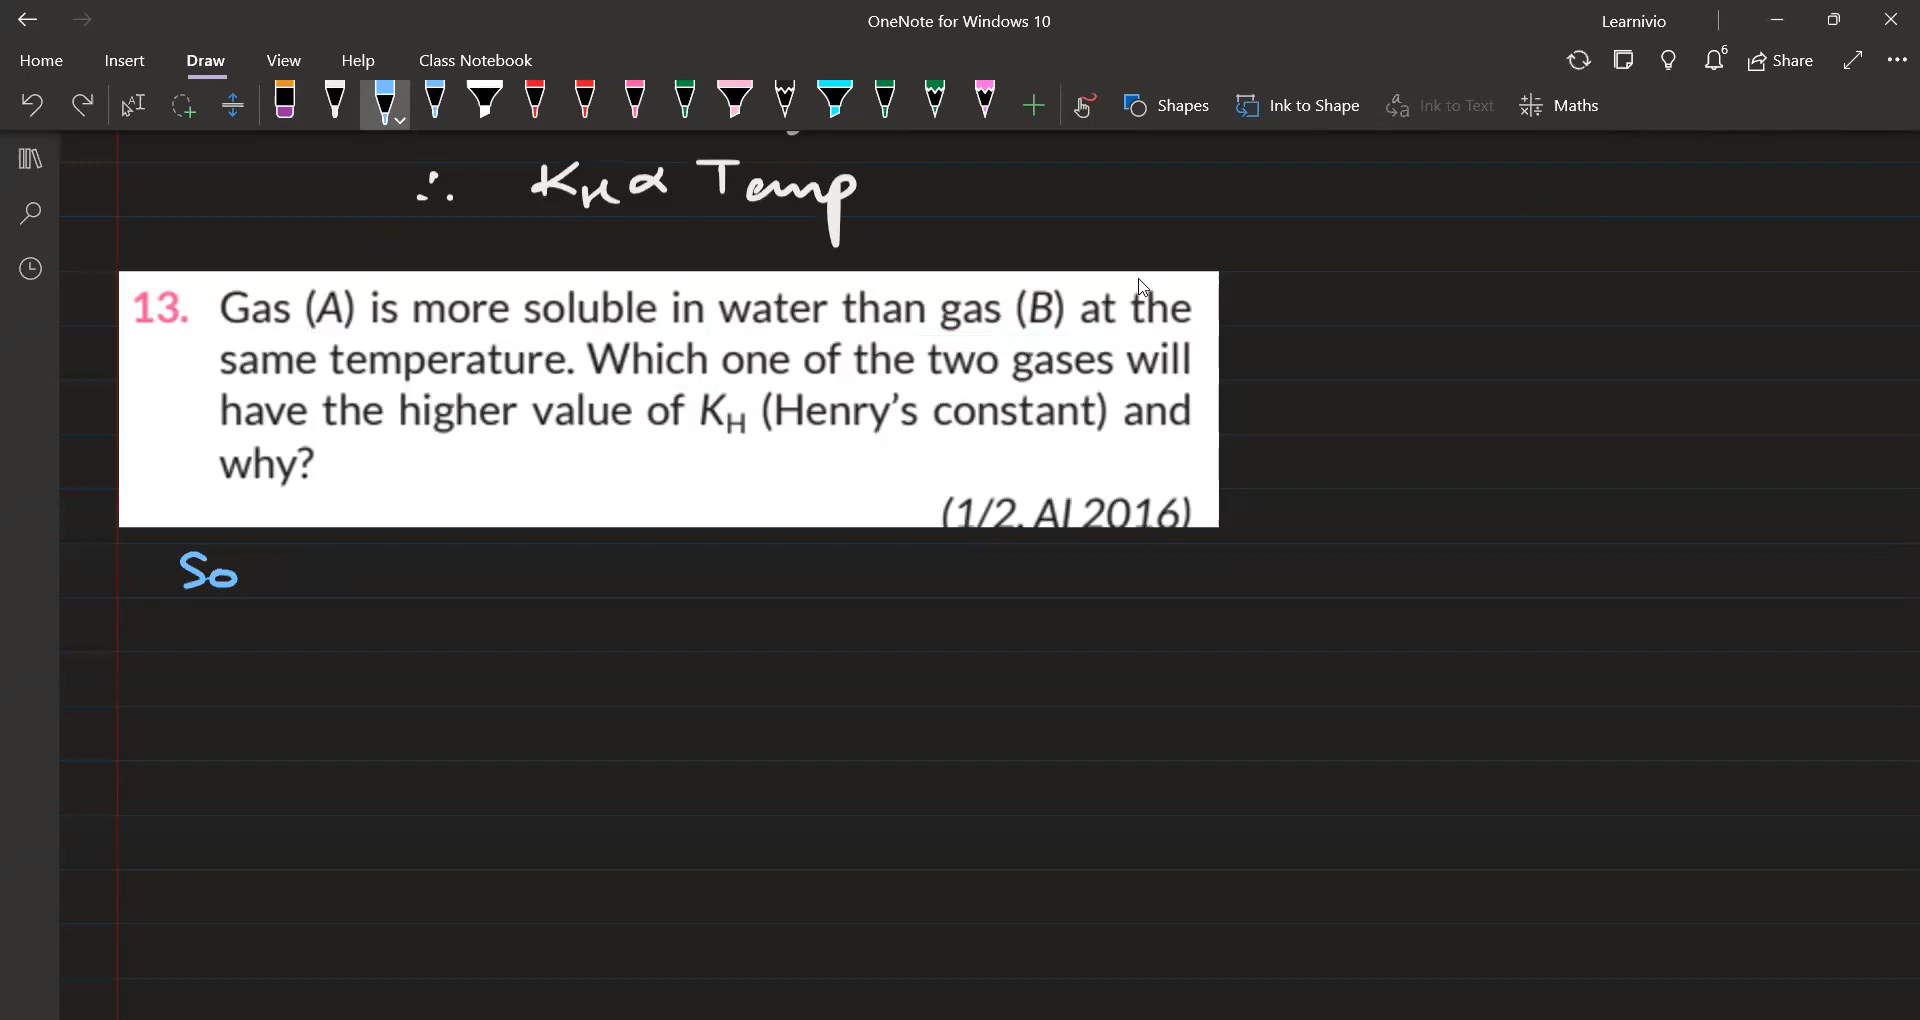 OneNote for Windows 10
Learnivo
Home Insert Draw View Help Class Notebook
6
Share
Shapes Ink to Shape Ink to Text Maths
∴ KH α Temp
13. Gas (A) is more soluble in water than gas (B) at the
same temperature. Which one of the two gases will
have the higher value of KH (Henry's constant) and
why?
(1/2, AI 2016)
So